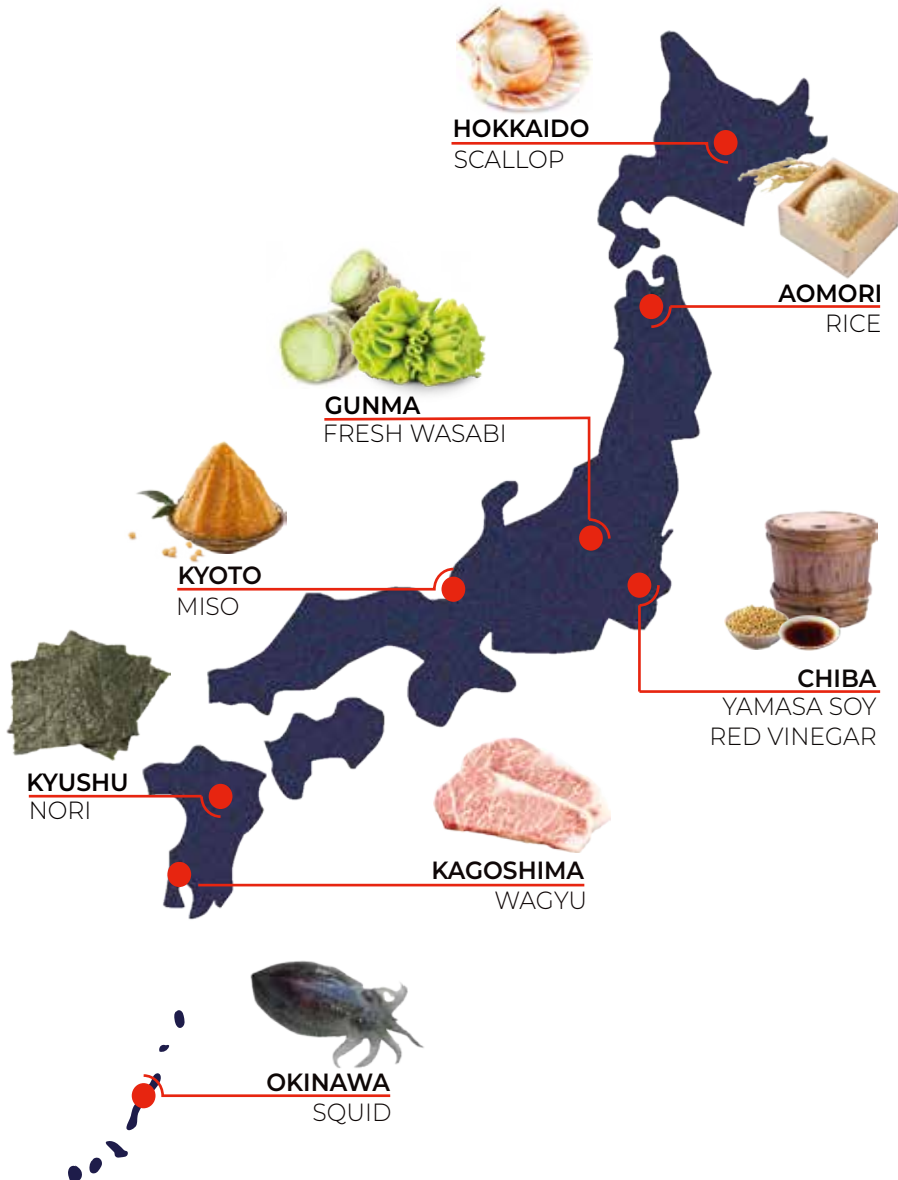 HOKKAIDO
SCALLOP
AOMORI
RICE
GUNMA
FRESH WASABI
KYOTO
MISO
CHIBA
YAMASA SOY
RED VINEGAR
KYUSHU
NORI
KAGOSHIMA
WAGYU
OKINAWA
SQUID